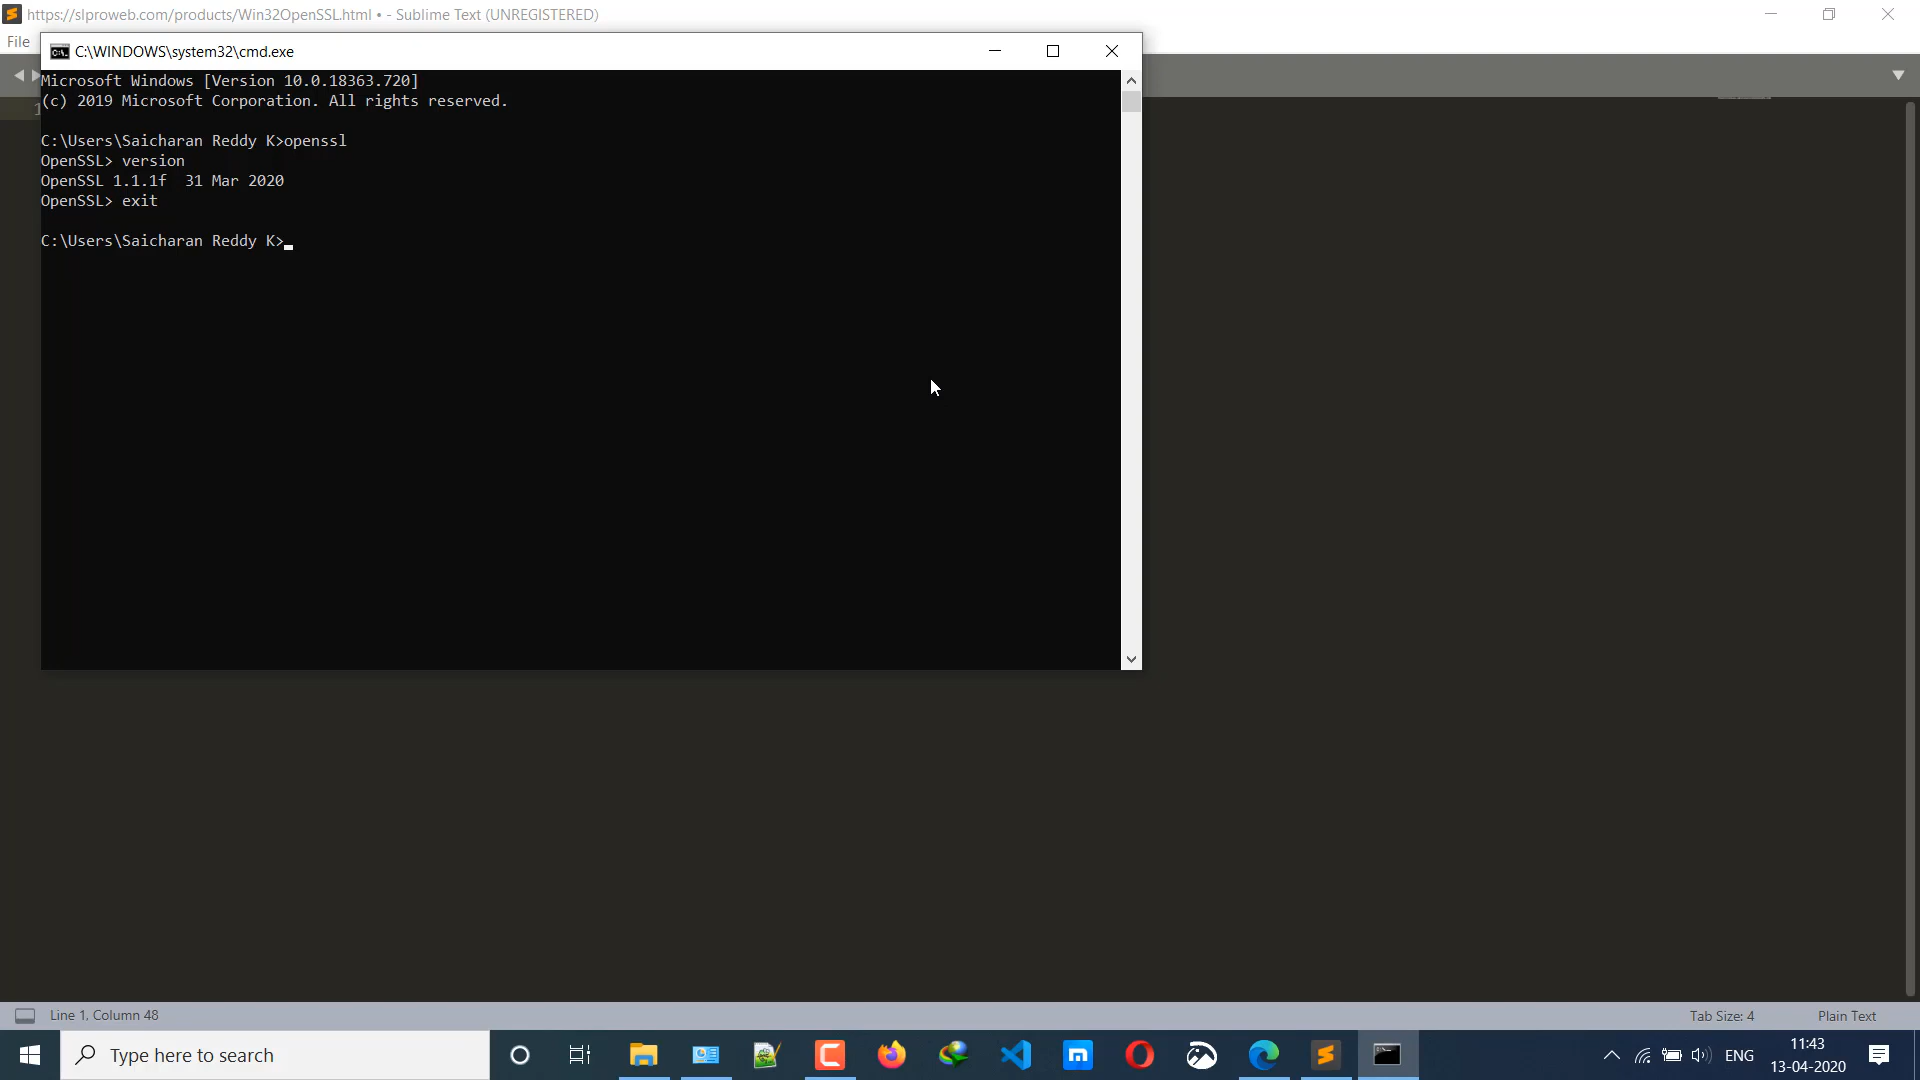 https://slproweb.com/products/Win32OpenSSL.html • - Sublime Text (UNREGISTERED)
File
C:\WINDOWS\system32\cmd.exe
Microsoft Windows [Version 10.0.18363.720]
(c) 2019 Microsoft Corporation. All rights reserved.
1
C:\Users\Saicharan Reddy K>openssl
OpenSSL> version
OpenSSL 1.1.1f  31 Mar 2020
OpenSSL> exit
C:\Users\Saicharan Reddy K>
Line 1, Column 48
Tab Size: 4
Plain Text
Type here to search
ENG
11:43
13-04-2020